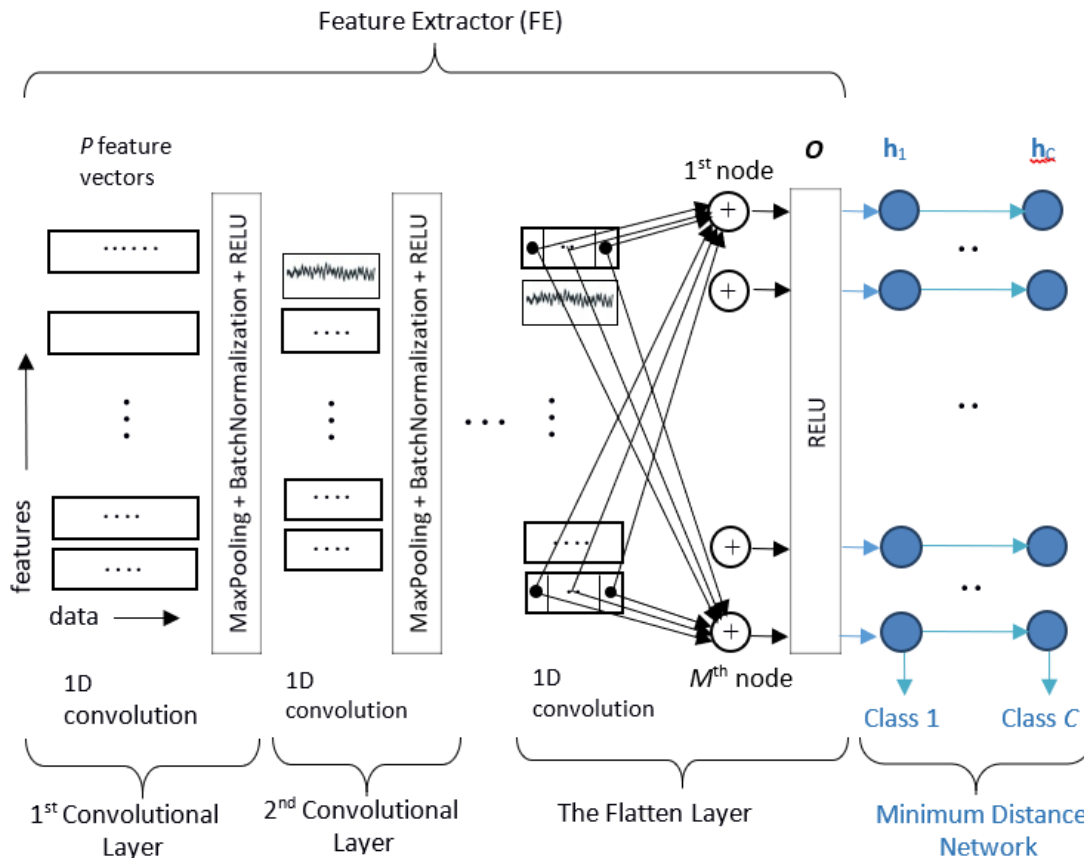 Feature Extractor (FE)
P feature
vectors
1st node
O
h1
hC
......
MaxPooling + BatchNormalization + RELU
....
MaxPooling + BatchNormalization + RELU
RELU
features
data
+
+
+
+
1D
convolution
1D
convolution
1D
convolution
Mth node
Class 1
Class C
1st Convolutional
Layer
2nd Convolutional
Layer
The Flatten Layer
Minimum Distance
Network